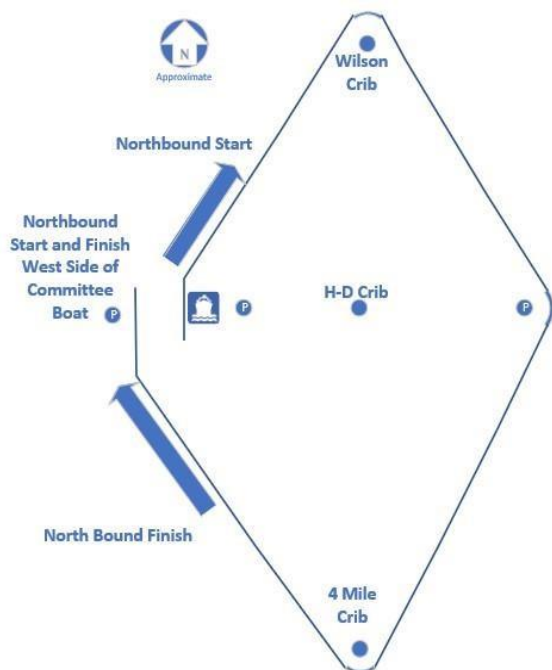 N
Approximate
Wilson
Crib
Northbound Start
Northbound
Start and Finish
West Side of
Committee
Boat
P
P
H-D Crib
P
North Bound Finish
4 Mile
Crib